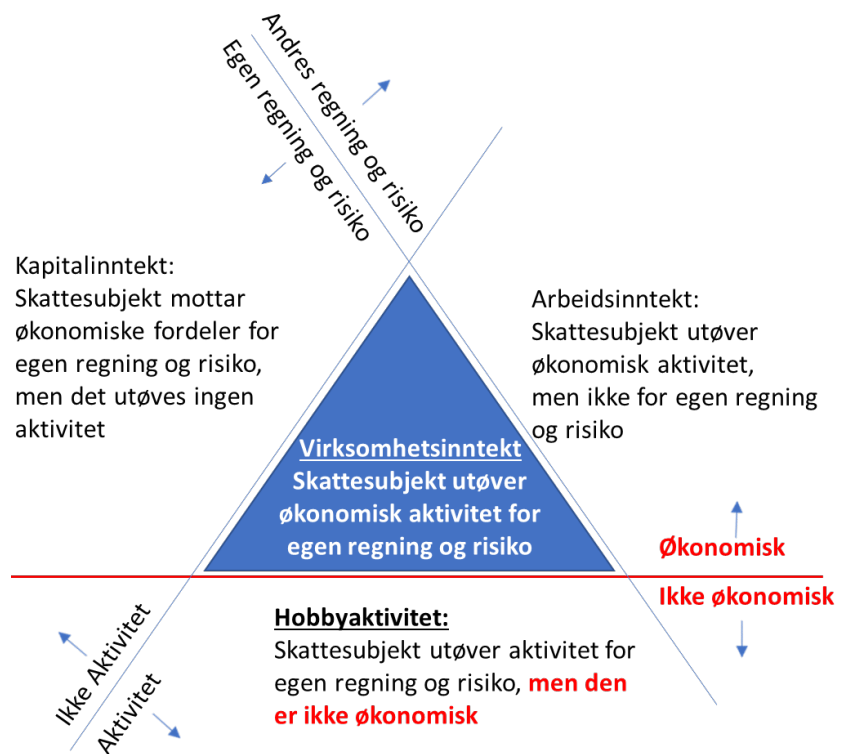 Andres regning og risiko
Egen regning og risiko
Kapitalinntekt:
Skattesubjekt mottar
økonomiske fordeler for
egen regning og risiko,
men det utøves ingen
aktivitet
Arbeidsinntekt:
Skattesubjekt utøver
økonomisk aktivitet,
men ikke for egen regning
og risiko
Virksomhetsinntekt
Skattesubjekt utøver
økonomisk aktivitet for
egen regning og risiko
Økonomisk
Ikke økonomisk
Ikke Aktivitet
Aktivitet
Hobbyaktivitet:
Skattesubjekt utøver aktivitet for
egen regning og risiko, men den
er ikke økonomisk